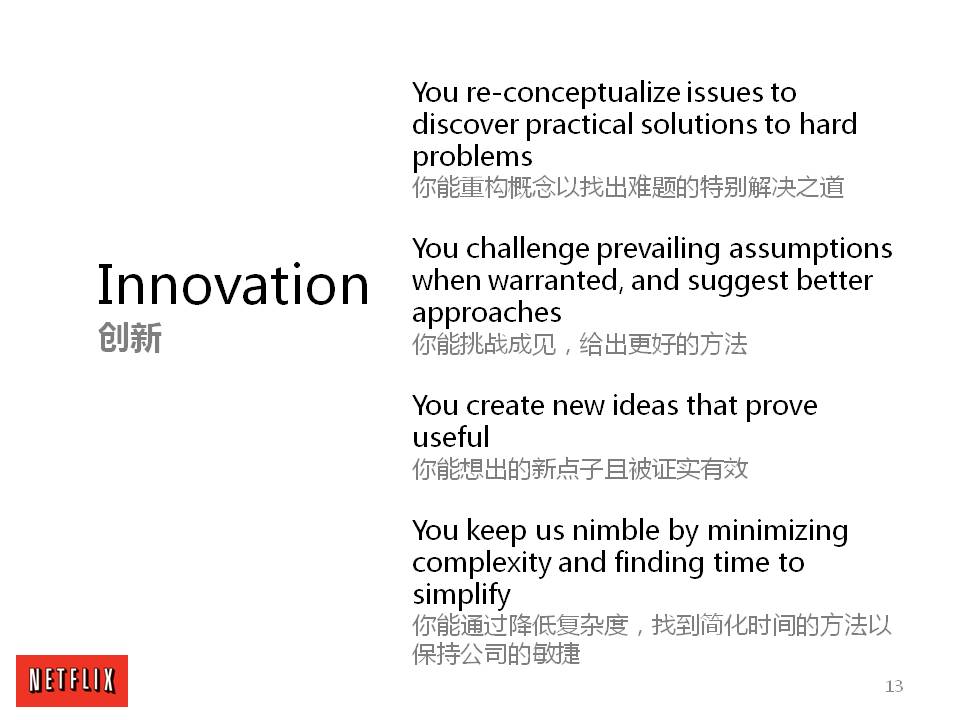 Innovation
创新
You re-conceptualize issues to
discover practical solutions to hard
problems
你能重构概念以找出难题的特别解决之道
You challenge prevailing assumptions
when warranted, and suggest better
approaches
你能挑战成见，给出更好的方法
You create new ideas that prove
useful
你能想出的新点子且被证实有效
You keep us nimble by minimizing
complexity and finding time to
simplify
你能通过降低复杂度，找到简化时间的方法以
保持公司的敏捷
NETFLIX
13